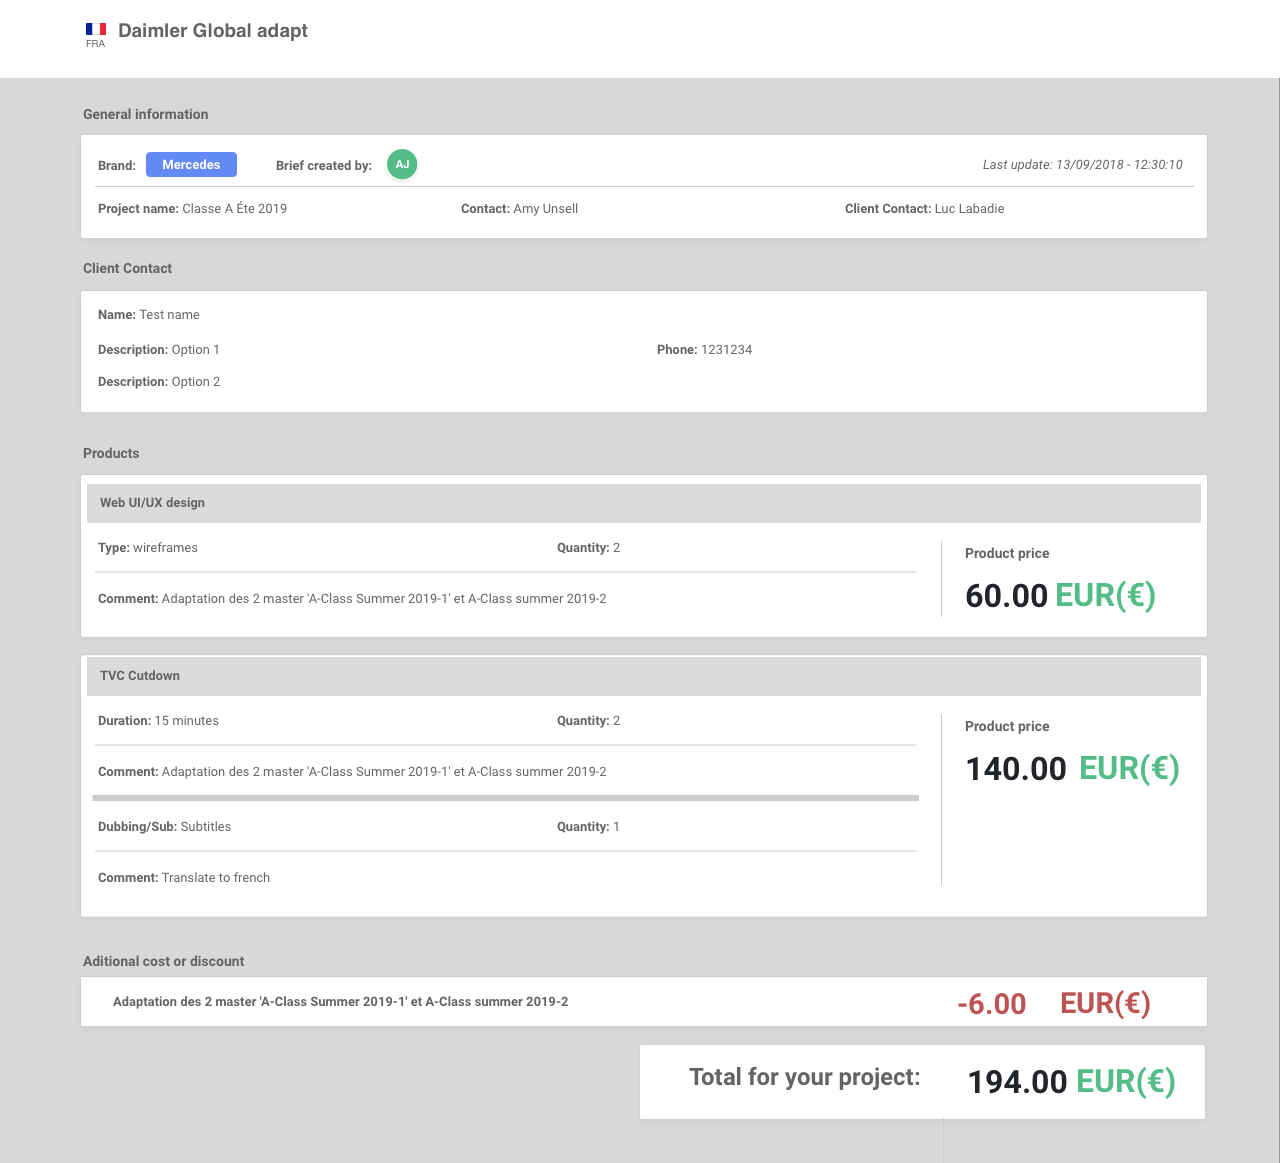 Daimler Global adapt
FRA
General information
Brand: Mercedes Brief created by: AJ Last update: 13/09/2018 - 12:30:10
Project name: Classe A Éte 2019 Contact: Amy Unsell Client Contact: Luc Labadie
Client Contact
Name: Test name
Description: Option 1 Phone: 1231234
Description: Option 2
Products
Web UI/UX design
Type: wireframes Quantity: 2
Product price
Comment: Adaptation des 2 master 'A-Class Summer 2019-1' et A-Class summer 2019-2
60.00 EUR(€)
TVC Cutdown
Duration: 15 minutes Quantity: 2
Product price
Comment: Adaptation des 2 master 'A-Class Summer 2019-1' et A-Class summer 2019-2
140.00 EUR(€)
Dubbing/Sub: Subtitles Quantity: 1
Comment: Translate to french
Aditional cost or discount
Adaptation des 2 master 'A-Class Summer 2019-1' et A-Class summer 2019-2 -6.00 EUR(€)
Total for your project: 194.00 EUR(€)